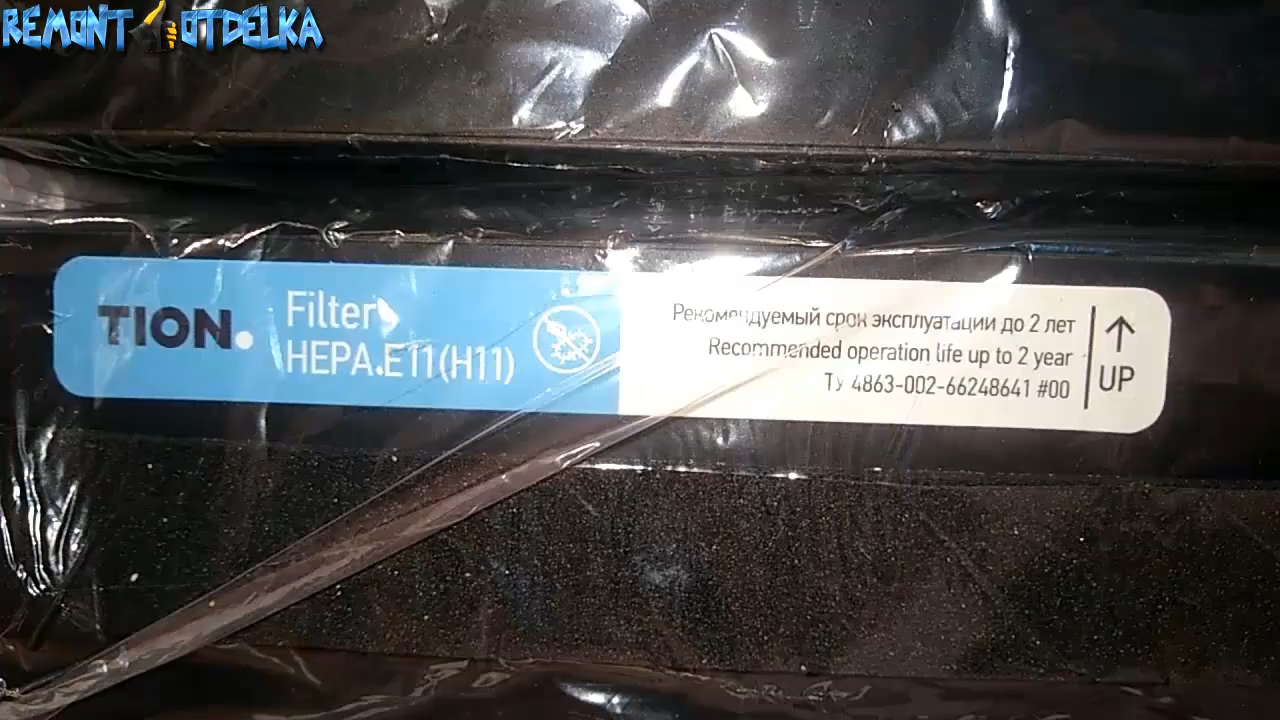 REMONT OTDELKA
TION.
Filter
HEPA.E11(H11)
Рекомендуемый срок эксплуатации до 2 лет
Recommended operation life up to 2 year
ТУ 4863-002-66248641 #00
UP